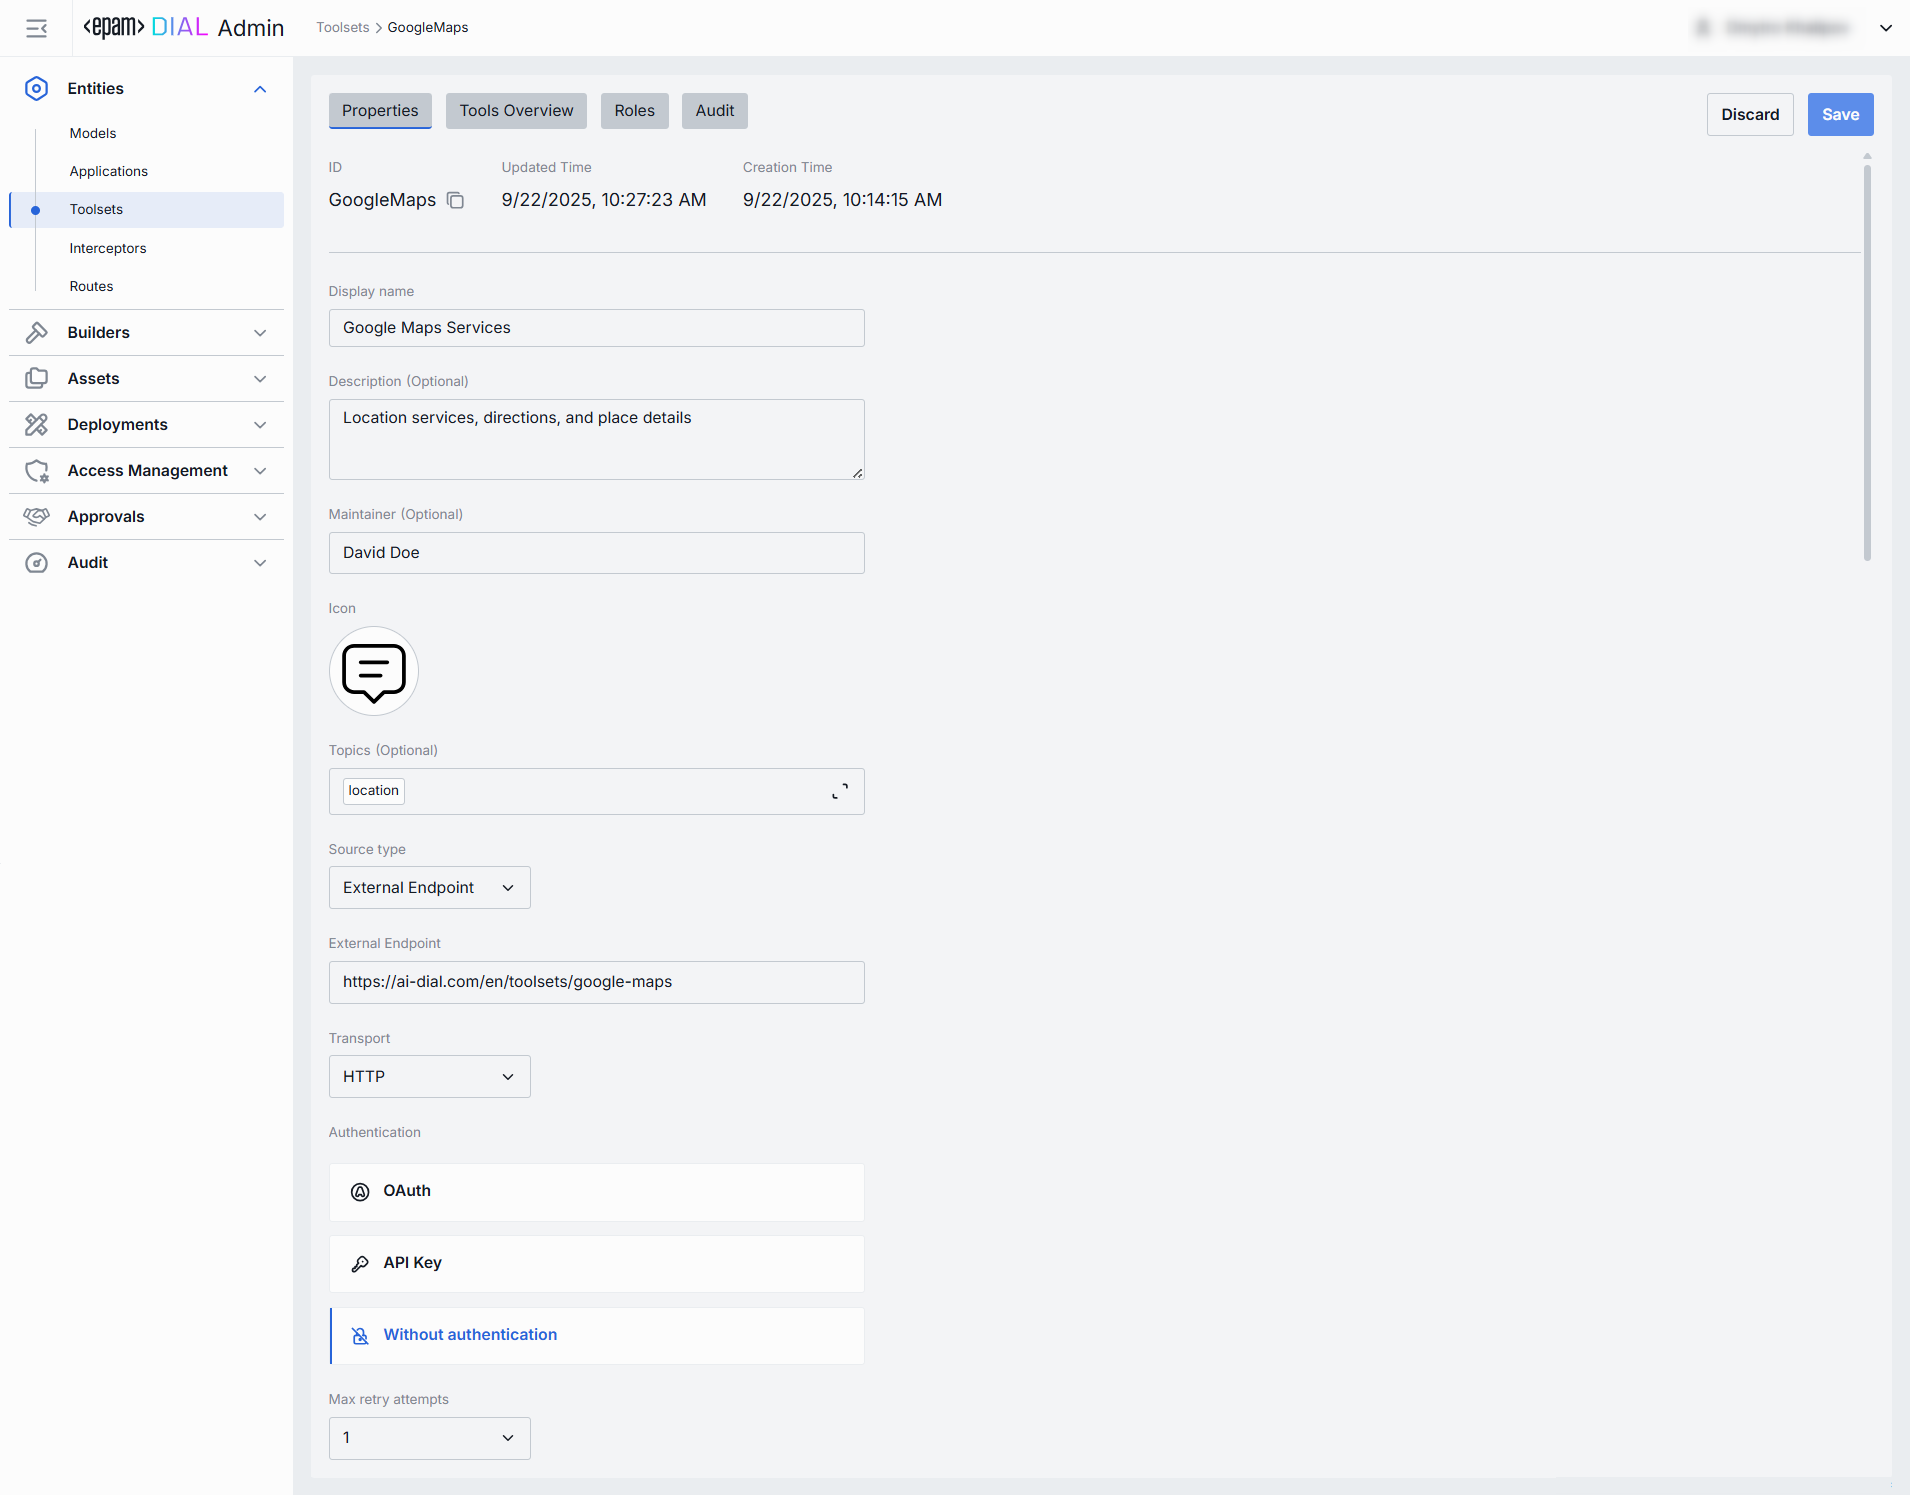 <epam> DIAL Admin
Toolsets > GoogleMaps
Entities
Models
Applications
Toolsets
Interceptors
Routes
Builders
Assets
Deployments
Access Management
Approvals
Audit
Properties Tools Overview Roles Audit
Discard Save
ID Updated Time Creation Time
GoogleMaps 9/22/2025, 10:27:23 AM 9/22/2025, 10:14:15 AM
Display name
Google Maps Services
Description (Optional)
Location services, directions, and place details
Maintainer (Optional)
David Doe
Icon
Topics (Optional)
location
Source type
External Endpoint
External Endpoint
https://ai-dial.com/en/toolsets/google-maps
Transport
HTTP
Authentication
OAuth
API Key
Without authentication
Max retry attempts
1